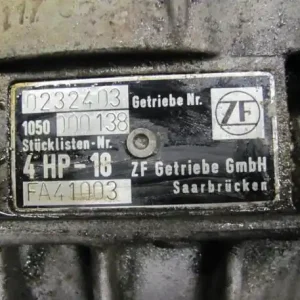 0232403 Getriebe Nr.
ZF
1050 000138
Stücklisten-Nr.
4 HP-18 ZF Getriebe GmbH
FA41003 Saarbrücken